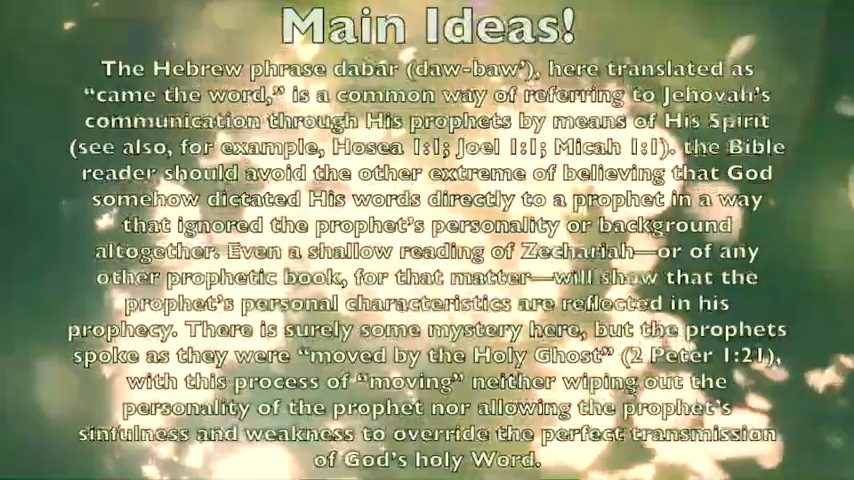 Main Ideas!
The Hebrew phrase dabar (daw-baw’), here translated as
“came the word,” is a common way of referring to Jehovah’s
communication through His prophets by means of His Spirit
(see also, for example, Hosea 1:1; Joel 1:1; Micah 1:1). the Bible
reader should avoid the other extreme of believing that God
somehow dictated His words directly to a prophet in a way
that ignored the prophet’s personality or background
altogether. Even a shallow reading of Zechariah—or of any
other prophetic book, for that matter—will show that the
prophet’s personal characteristics are reflected in his
prophecy. There is surely some mystery here, but the prophets
spoke as they were “moved by the Holy Ghost” (2 Peter 1:21),
with this process of “moving” neither wiping out the
personality of the prophet nor allowing the prophet’s
sinfulness and weakness to override the perfect transmission
of God’s holy Word.